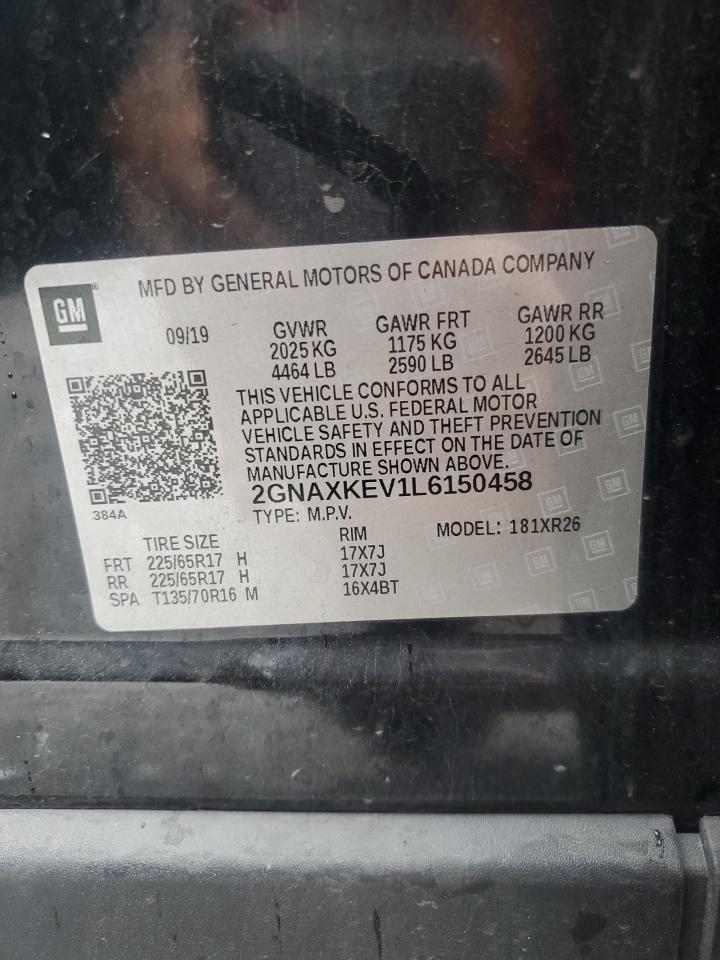 GM
MFD BY GENERAL MOTORS OF CANADA COMPANY
09/19 GVWR GAWR FRT GAWR RR
2025 KG 1175 KG 1200 KG
4464 LB 2590 LB 2645 LB
THIS VEHICLE CONFORMS TO ALL
APPLICABLE U.S. FEDERAL MOTOR
VEHICLE SAFETY AND THEFT PREVENTION
STANDARDS IN EFFECT ON THE DATE OF
MANUFACTURE SHOWN ABOVE.
384A
2GNAXKEV1L6150458
TYPE: M.P.V. MODEL: 181XR26
TIRE SIZE RIM
FRT 225/65R17 H 17X7J
RR 225/65R17 H 17X7J
SPA T135/70R16 M 16X4BT